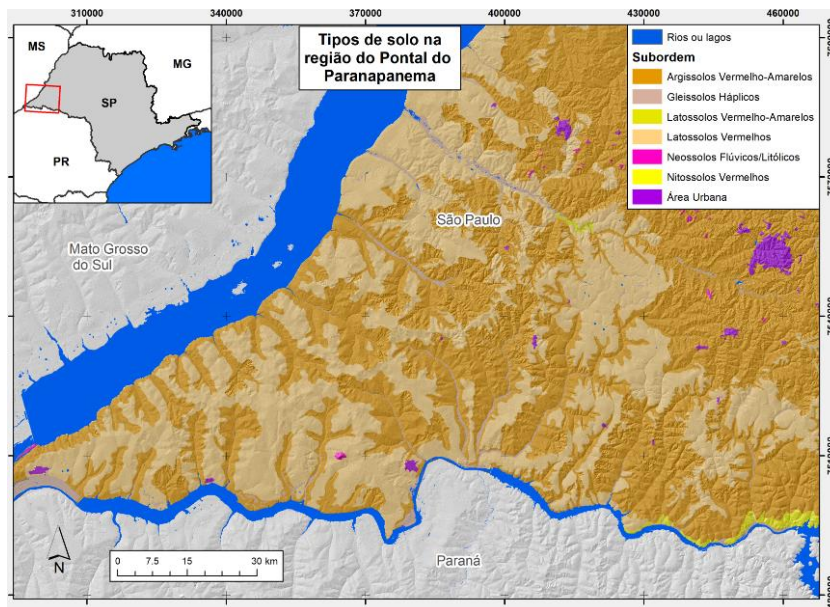 310000
340000
370000
400000
430000
460000
MS
MG
SP
PR
Tipos de solo na
região do Pontal do
Paranapanema
Rios ou lagos
Subordem
Argissolos Vermelho-Amarelos
Gleissolos Háplicos
Latossolos Vermelho-Amarelos
Latossolos Vermelhos
Neossolos Flúvicos/Litólicos
Nitossolos Vermelhos
Área Urbana
São Paulo
Mato Grosso
do Sul
Paraná
N
0
7.5
15
30 km